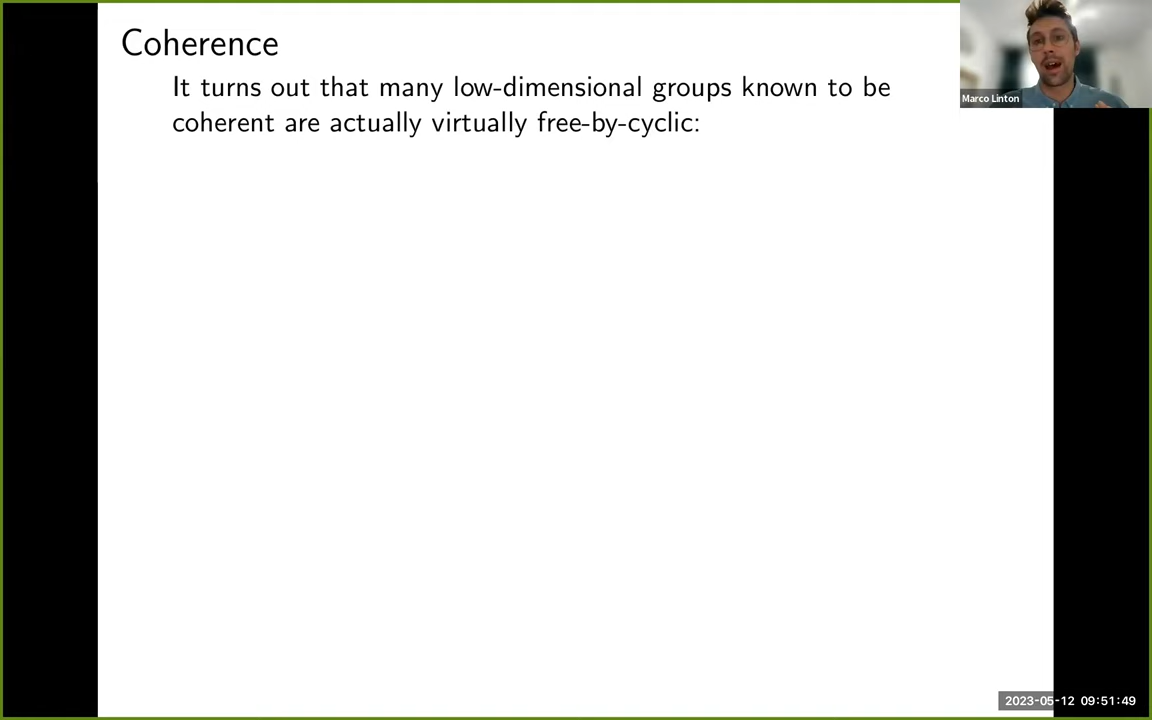 Coherence
It turns out that many low-dimensional groups known to be
coherent are actually virtually free-by-cyclic:
Marco Linton
2023-05-12 09:51:49